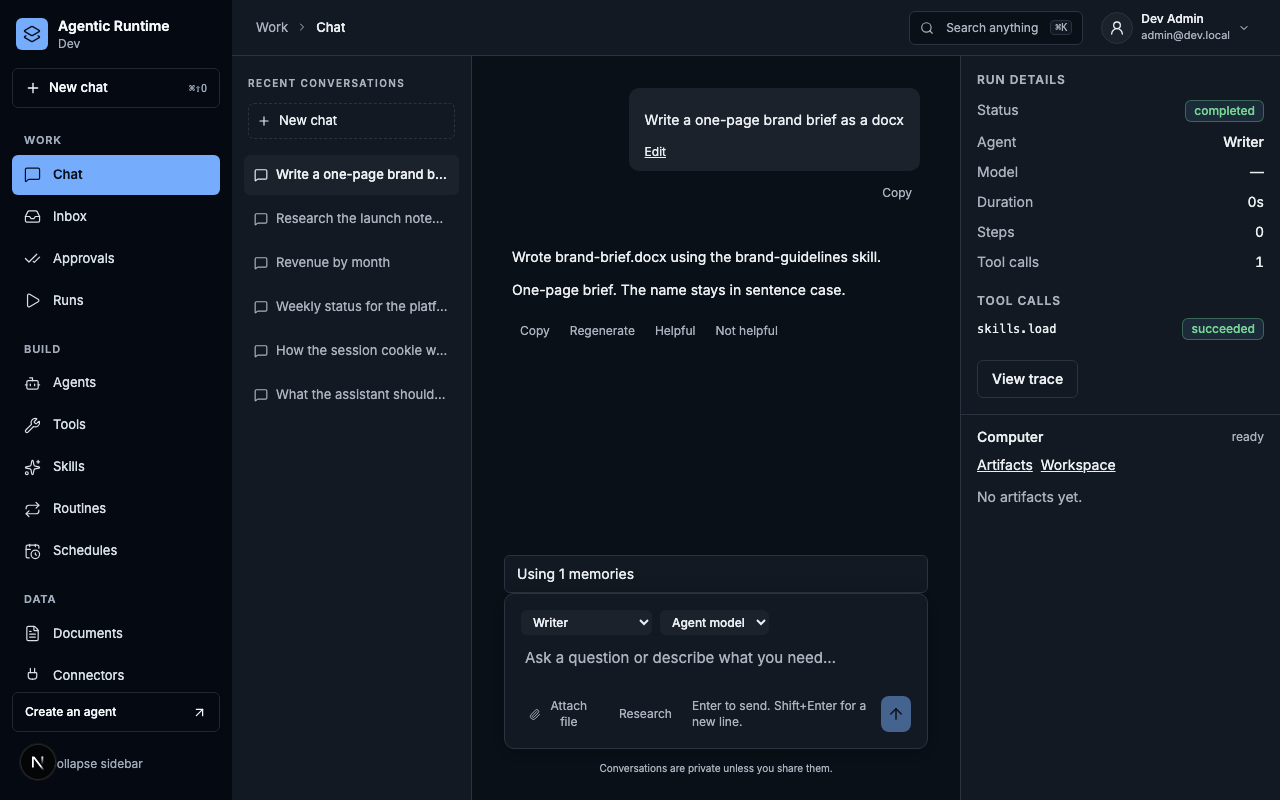 Agentic Runtime
Dev
New chat ⌘⇧O
WORK
Chat
Inbox
Approvals
Runs
BUILD
Agents
Tools
Skills
Routines
Schedules
DATA
Documents
Connectors
Create an agent
N ollapse sidebar
Work > Chat
Search anything ⌘K
Dev Admin
admin@dev.local
RECENT CONVERSATIONS
New chat
Write a one-page brand b...
Research the launch note...
Revenue by month
Weekly status for the platf...
How the session cookie w...
What the assistant should...
Write a one-page brand brief as a docx
Edit
Copy
Wrote brand-brief.docx using the brand-guidelines skill.
One-page brief. The name stays in sentence case.
Copy Regenerate Helpful Not helpful
Using 1 memories
Writer Agent model
Ask a question or describe what you need...
Attach file
Research
Enter to send. Shift+Enter for a
new line.
Conversations are private unless you share them.
RUN DETAILS
Status completed
Agent Writer
Model —
Duration 0s
Steps 0
Tool calls 1
TOOL CALLS
skills.load succeeded
View trace
Computer ready
Artifacts Workspace
No artifacts yet.